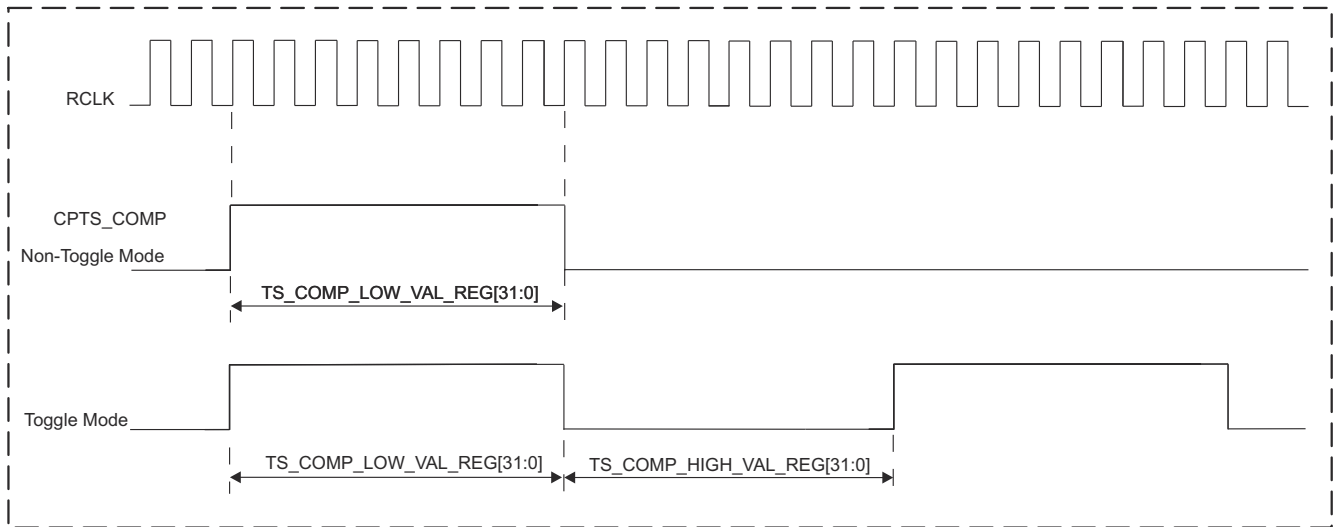 RCLK
CPTS_COMP
Non-Toggle Mode
TS_COMP_LOW_VAL_REG[31:0]
Toggle Mode
TS_COMP_LOW_VAL_REG[31:0]
TS_COMP_HIGH_VAL_REG[31:0]